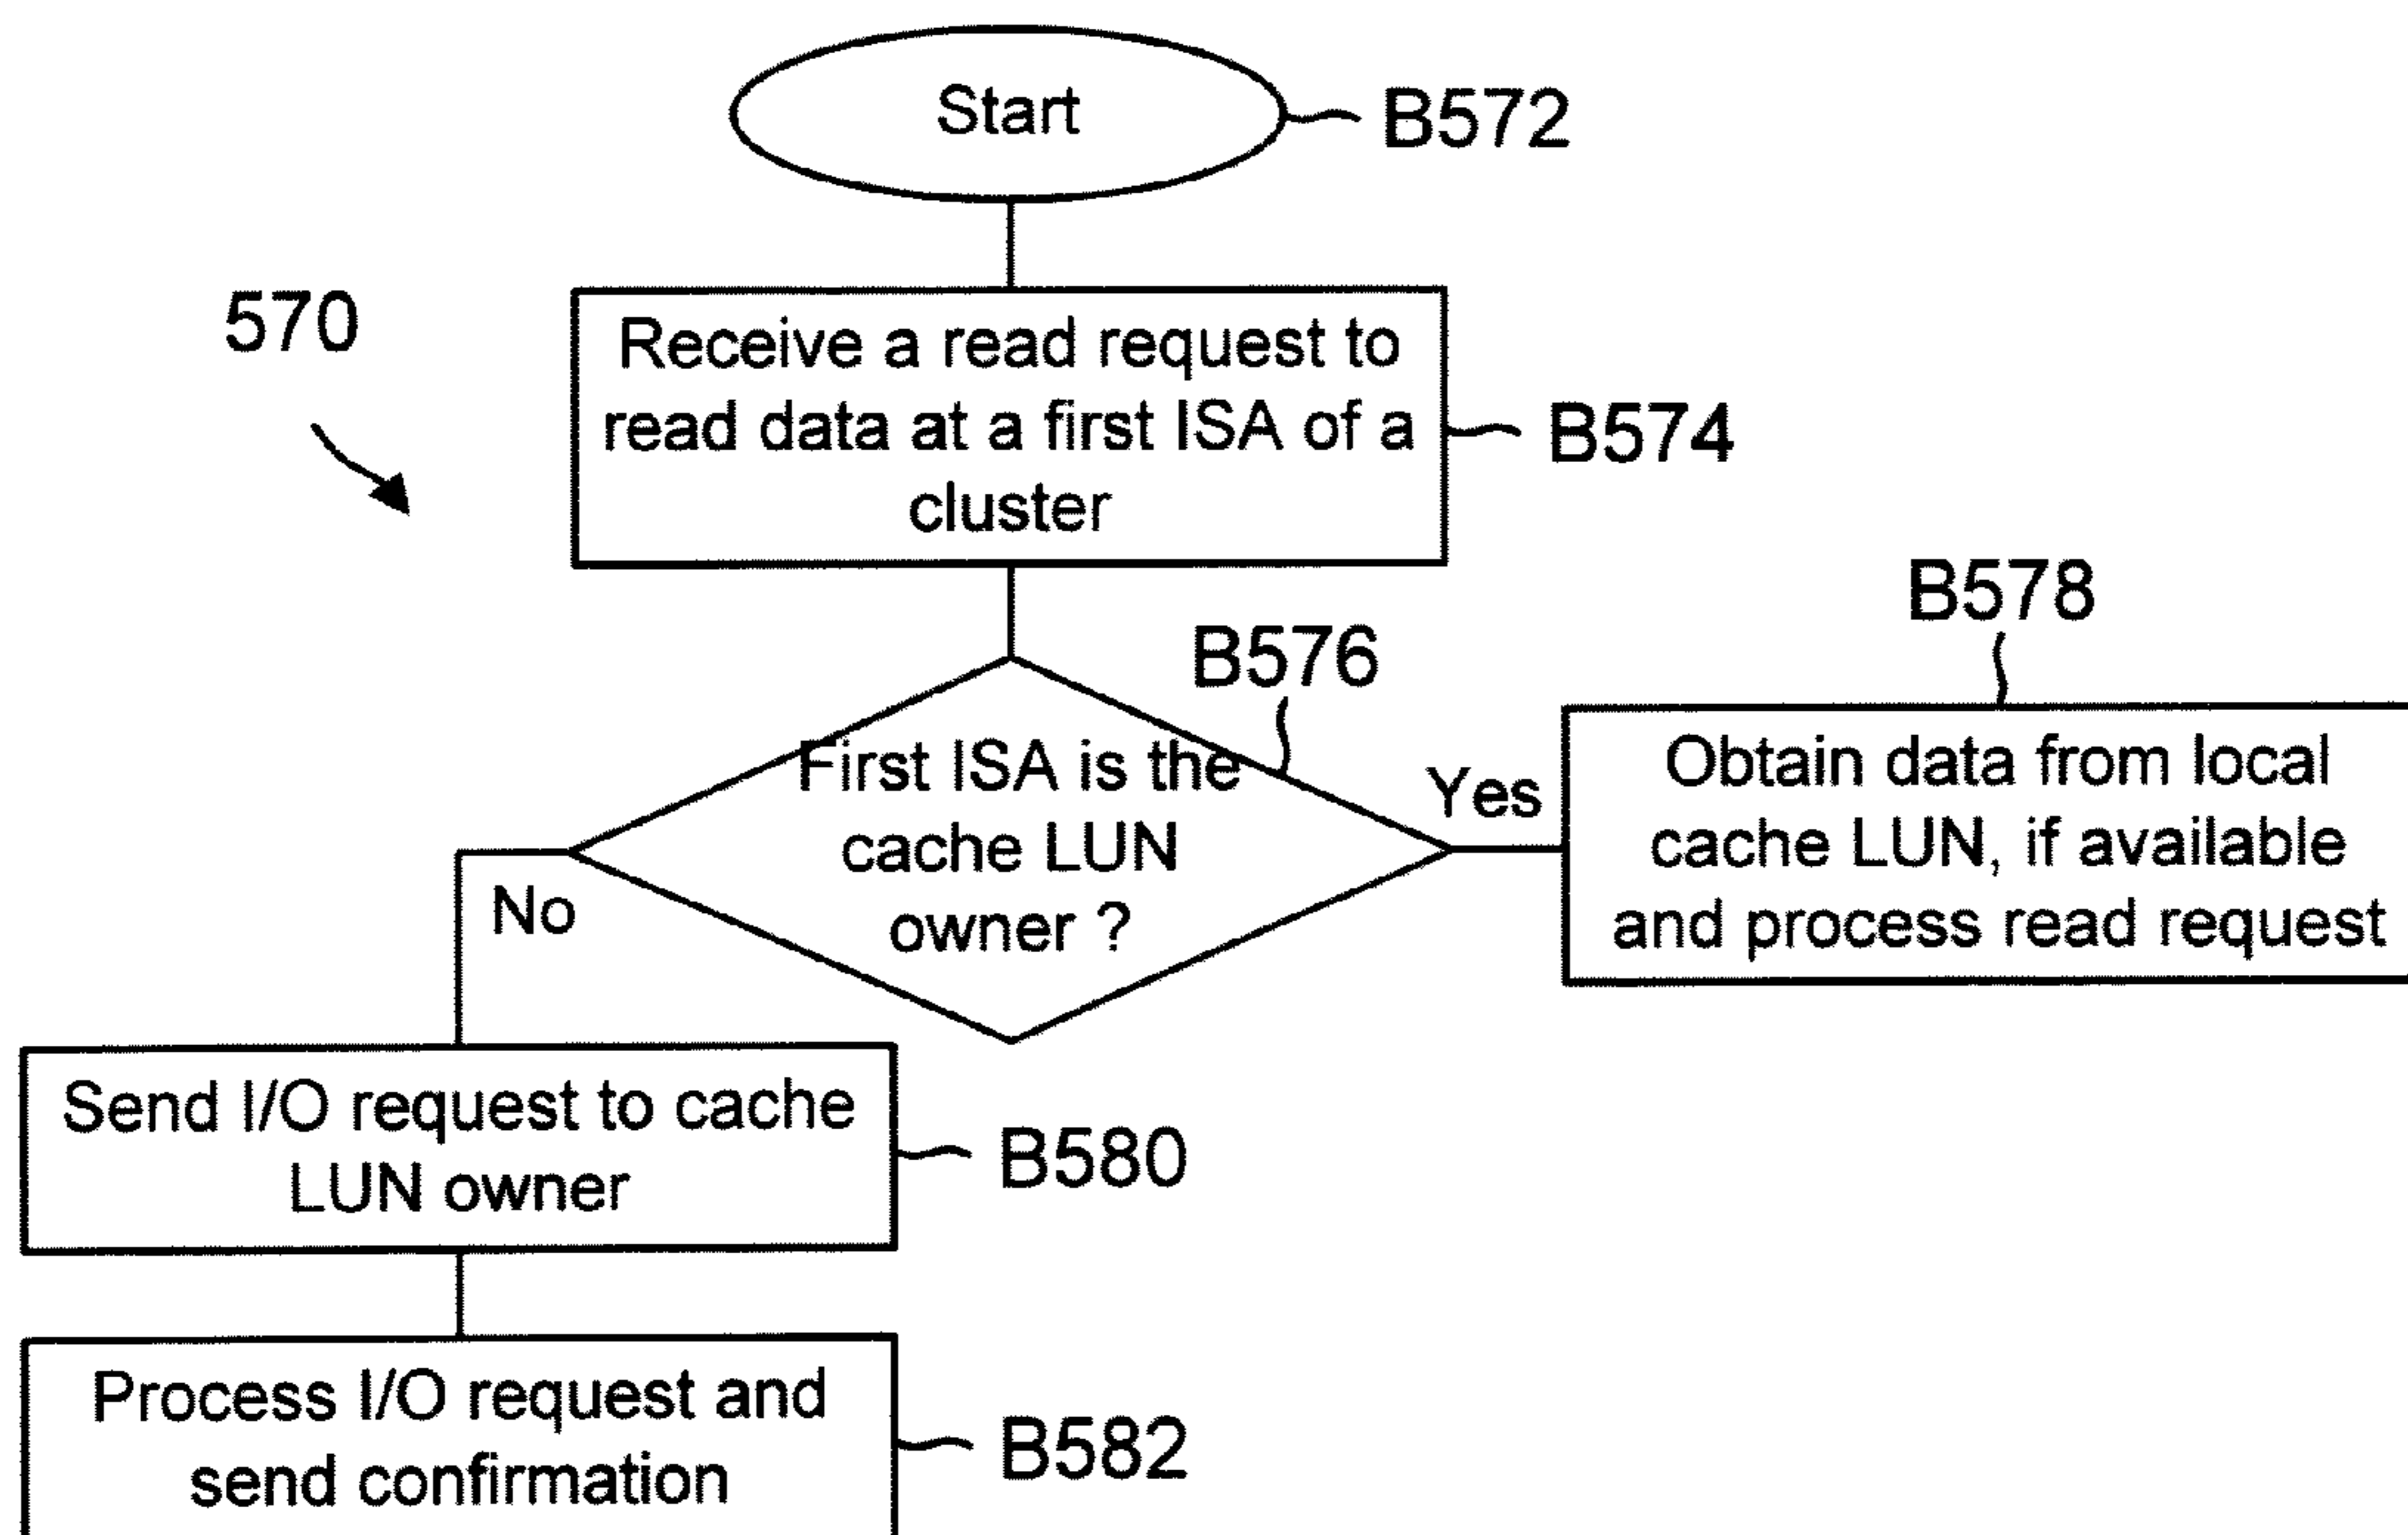 Start
B572
570
Receive a read request to
read data at a first ISA of a
cluster
B574
B576
First ISA is the
cache LUN
owner ?
Yes
No
B578
Obtain data from local
cache LUN, if available
and process read request
Send I/O request to cache
LUN owner
B580
Process I/O request and
send confirmation
B582